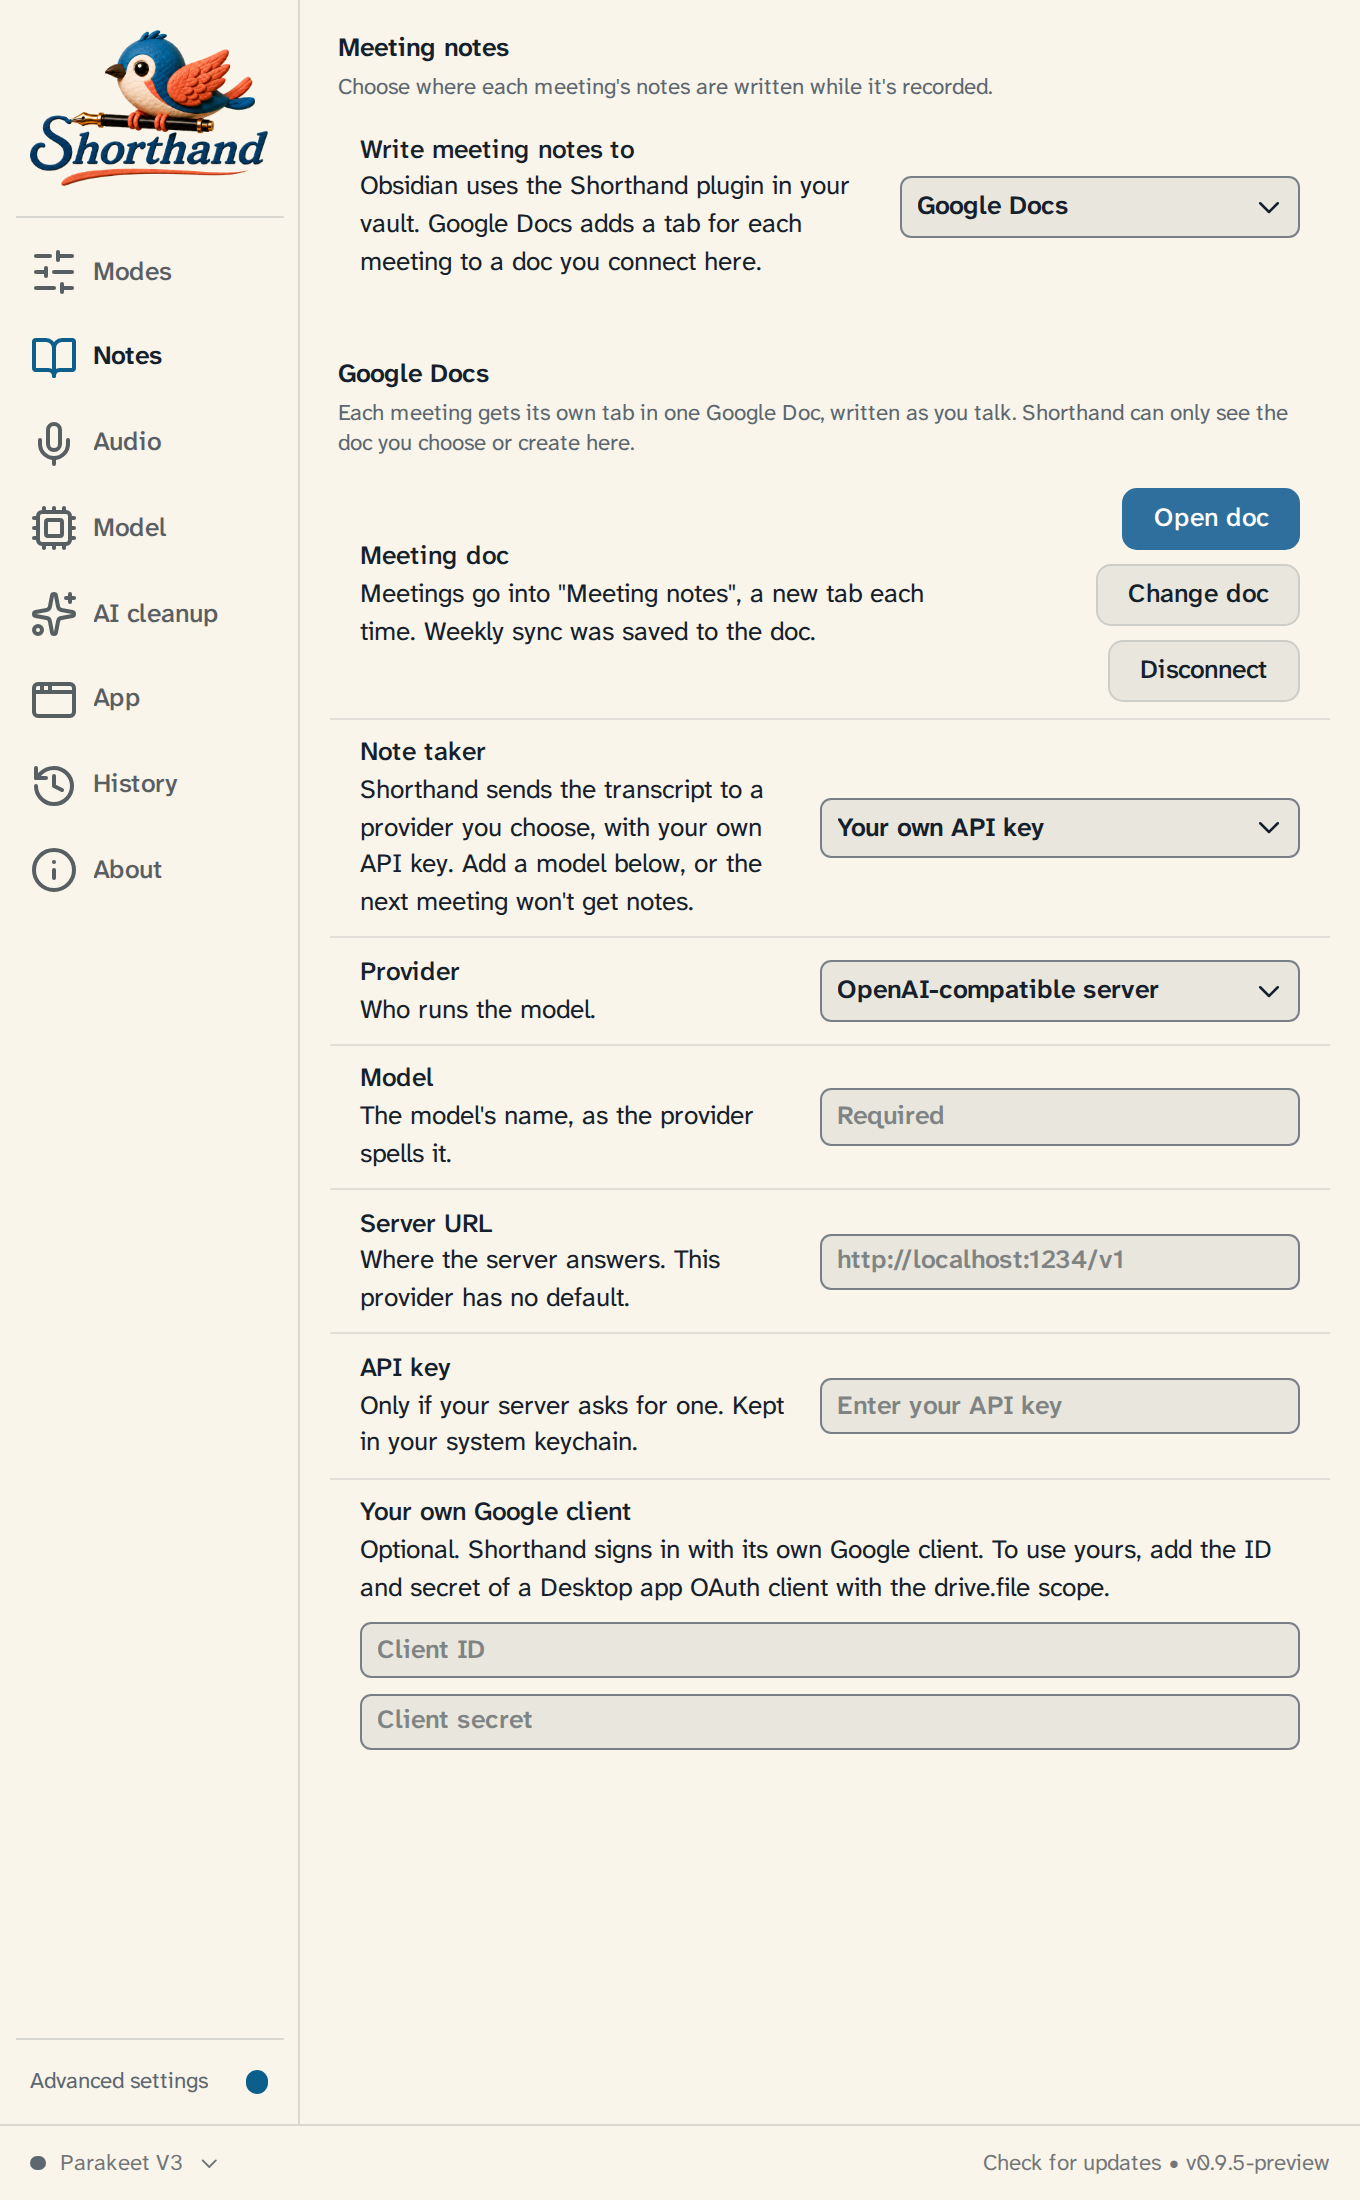 Shorthand
Modes
Notes
Audio
Model
AI cleanup
App
History
About
Advanced settings
Meeting notes
Choose where each meeting's notes are written while it's recorded.
Write meeting notes to
Obsidian uses the Shorthand plugin in your
vault. Google Docs adds a tab for each
meeting to a doc you connect here.
Google Docs
Google Docs
Each meeting gets its own tab in one Google Doc, written as you talk. Shorthand can only see the
doc you choose or create here.
Meeting doc
Meetings go into "Meeting notes", a new tab each
time. Weekly sync was saved to the doc.
Open doc
Change doc
Disconnect
Note taker
Shorthand sends the transcript to a
provider you choose, with your own
API key. Add a model below, or the
next meeting won't get notes.
Your own API key
Provider
Who runs the model.
OpenAI-compatible server
Model
The model's name, as the provider
spells it.
Required
Server URL
Where the server answers. This
provider has no default.
http://localhost:1234/v1
API key
Only if your server asks for one. Kept
in your system keychain.
Enter your API key
Your own Google client
Optional. Shorthand signs in with its own Google client. To use yours, add the ID
and secret of a Desktop app OAuth client with the drive.file scope.
Client ID
Client secret
Parakeet V3
Check for updates • v0.9.5-preview